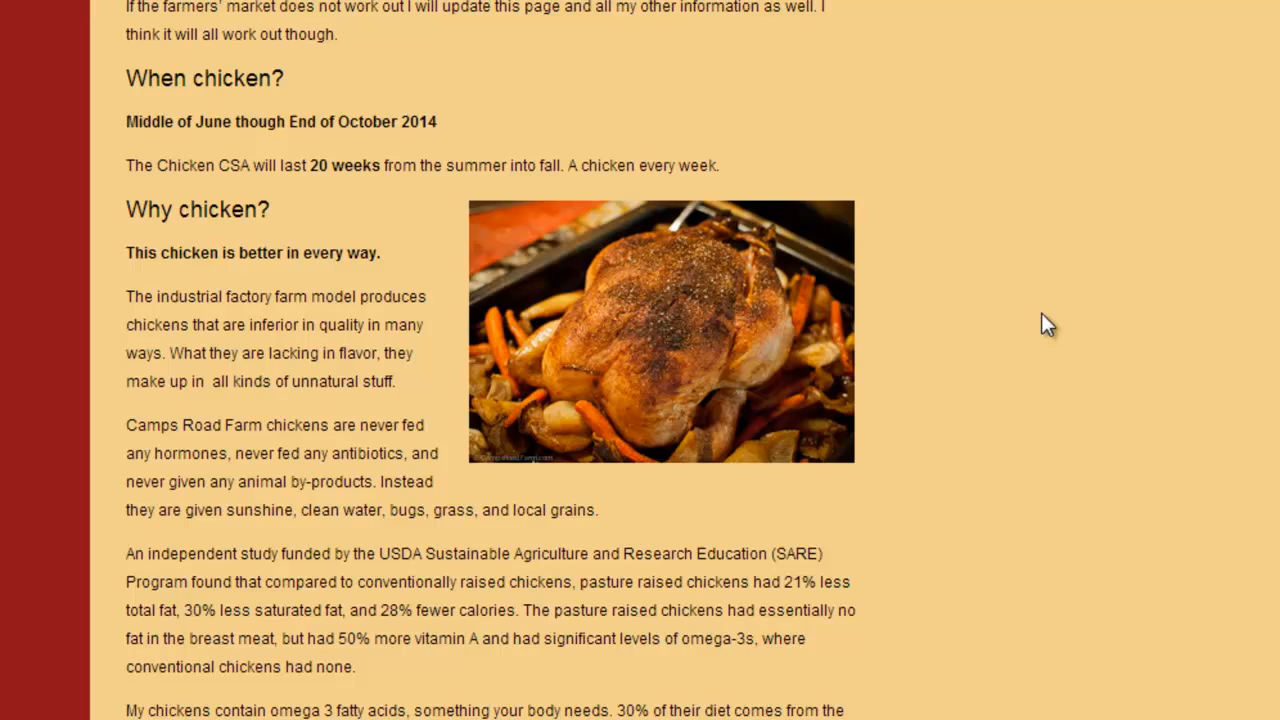 If the farmers' market does not work out I will update this page and all my other information as well. I
think it will all work out though.
When chicken?
Middle of June though End of October 2014
The Chicken CSA will last 20 weeks from the summer into fall. A chicken every week.
Why chicken?
This chicken is better in every way.
The industrial factory farm model produces
chickens that are inferior in quality in many
ways. What they are lacking in flavor, they
make up in  all kinds of unnatural stuff.
Camps Road Farm chickens are never fed
any hormones, never fed any antibiotics, and
never given any animal by-products. Instead
they are given sunshine, clean water, bugs, grass, and local grains.
An independent study funded by the USDA Sustainable Agriculture and Research Education (SARE)
Program found that compared to conventionally raised chickens, pasture raised chickens had 21% less
total fat, 30% less saturated fat, and 28% fewer calories. The pasture raised chickens had essentially no
fat in the breast meat, but had 50% more vitamin A and had significant levels of omega-3s, where
conventional chickens had none.
My chickens contain omega 3 fatty acids, something your body needs. 30% of their diet comes from the